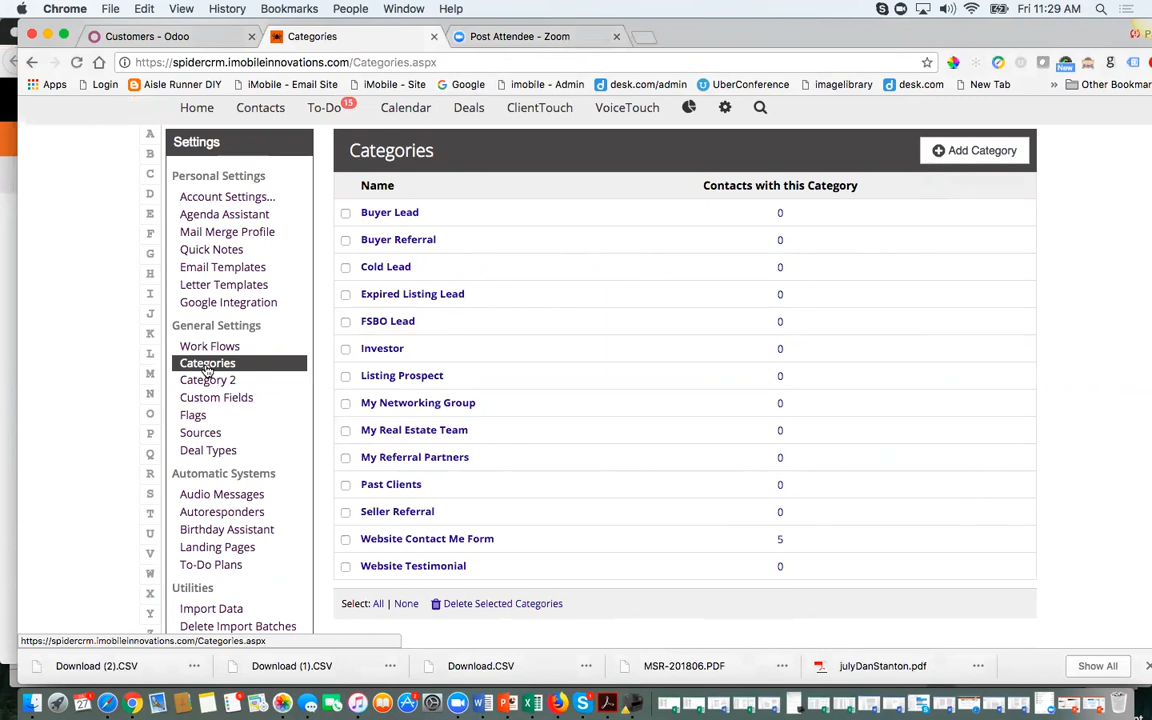 Chrome File Edit View History Bookmarks People Window Help Fri 11:29 AM
Customers - Odoo Categories Post Attendee - Zoom
https://spidercrm.imobileinnovations.com/Categories.aspx New
Apps Login Aisle Runner DIY iMobile - Email Site iMobile - Site Google imobile - Admin desk.com/admin UberConference imagelibrary desk.com New Tab » Other Bookmar
Home Contacts To-Do 15 Calendar Deals ClientTouch VoiceTouch
A
B
C
D
E
F
G
H
I
J
K
L
M
N
O
P
Q
R
S
T
U
V
W
X
Y
Settings
Personal Settings
Account Settings...
Agenda Assistant
Mail Merge Profile
Quick Notes
Email Templates
Letter Templates
Google Integration
General Settings
Work Flows
Categories
Category 2
Custom Fields
Flags
Sources
Deal Types
Automatic Systems
Audio Messages
Autoresponders
Birthday Assistant
Landing Pages
To-Do Plans
Utilities
Import Data
Delete Import Batches
Categories Add Category
Name Contacts with this Category
Buyer Lead 0
Buyer Referral 0
Cold Lead 0
Expired Listing Lead 0
FSBO Lead 0
Investor 0
Listing Prospect 0
My Networking Group 0
My Real Estate Team 0
My Referral Partners 0
Past Clients 0
Seller Referral 0
Website Contact Me Form 5
Website Testimonial 0
Select: All | None Delete Selected Categories
https://spidercrm.imobileinnovations.com/Categories.aspx
Download (2).CSV Download (1).CSV Download.CSV MSR-201806.PDF julyDanStanton.pdf Show All